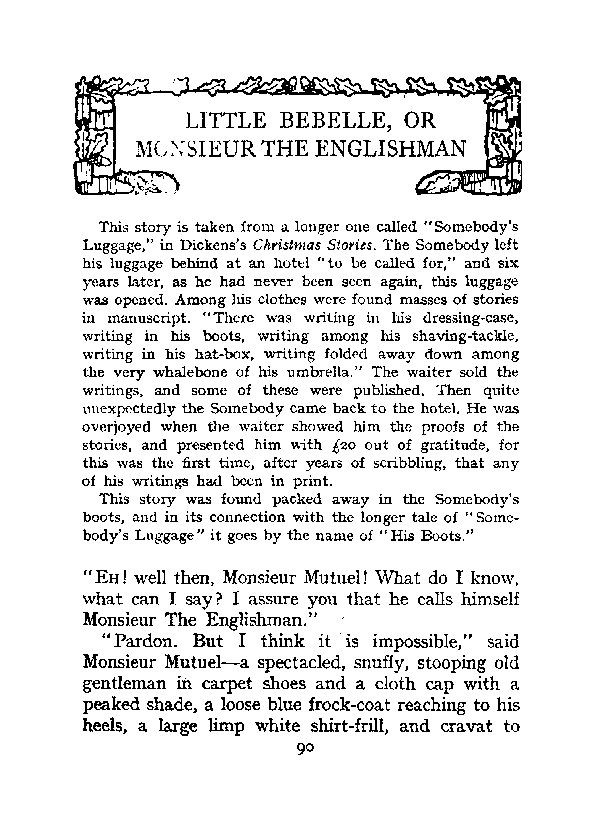 LITTLE BEBELLE, OR
MONSIEUR THE ENGLISHMAN
This story is taken from a longer one called "Somebody's
Luggage," in Dickens's Christmas Stories. The Somebody left
his luggage behind at an hotel "to be called for," and six
years later, as he had never been seen again, this luggage
was opened. Among his clothes were found masses of stories
in manuscript. "There was writing in his dressing-case,
writing in his boots, writing among his shaving-tackle,
writing in his hat-box, writing folded away down among
the very whalebone of his umbrella." The waiter sold the
writings, and some of these were published. Then quite
unexpectedly the Somebody came back to the hotel. He was
overjoyed when the waiter showed him the proofs of the
stories, and presented him with £20 out of gratitude, for
this was the first time, after years of scribbling, that any
of his writings had been in print.
This story was found packed away in the Somebody's
boots, and in its connection with the longer tale of "Some-
body's Luggage" it goes by the name of "His Boots."
"EH! well then, Monsieur Mutuel! What do I know,
what can I say? I assure you that he calls himself
Monsieur The Englishman."
"Pardon. But I think it is impossible," said
Monsieur Mutuel—a spectacled, snuffy, stooping old
gentleman in carpet shoes and a cloth cap with a
peaked shade, a loose blue frock-coat reaching to his
heels, a large limp white shirt-frill, and cravat to
90